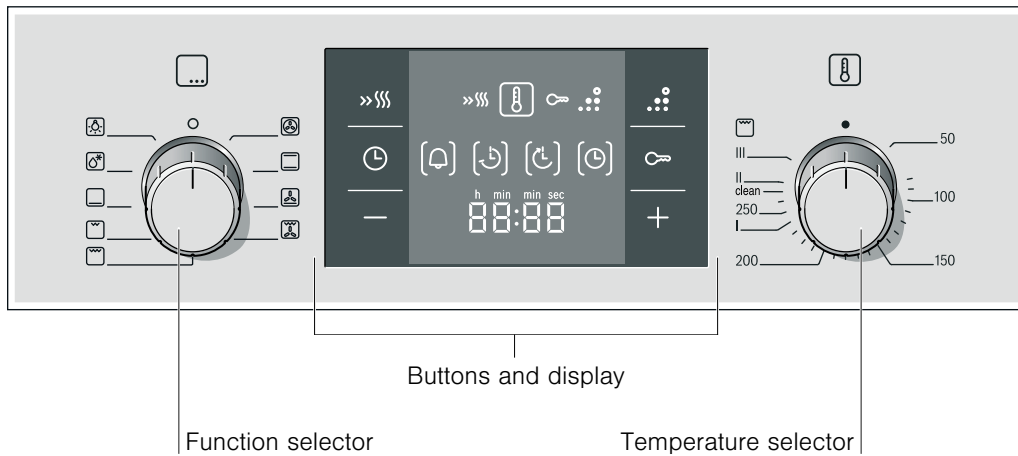 h min min sec
88:88
50
100
150
200
III
II
clean
250
I
Buttons and display
Function selector
Temperature selector